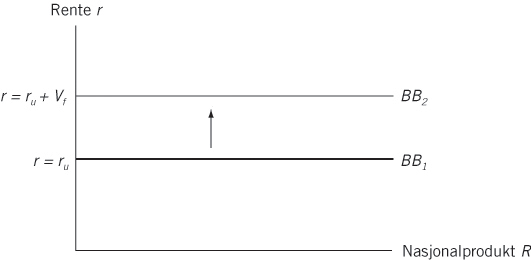 Rente r
r = r_u + V_f
BB_2
r = r_u
BB_1
Nasjonalprodukt R